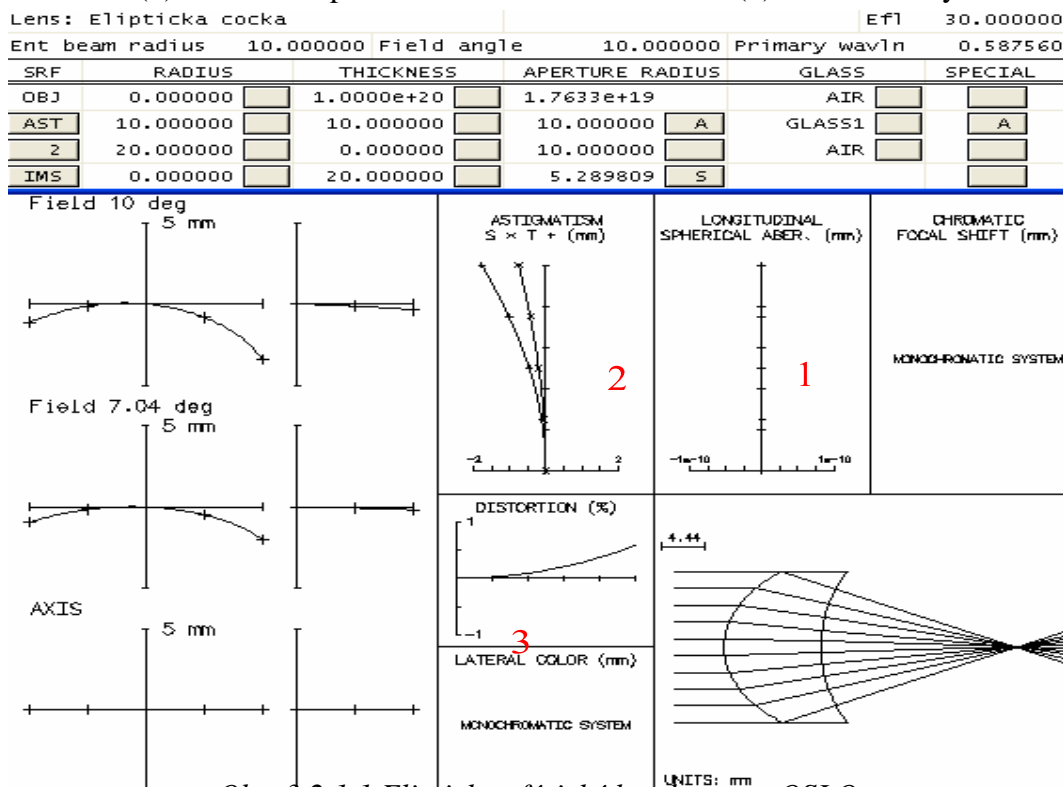 Lens: Elipticka cocka Efl 30.000000
Ent beam radius 10.000000 Field angle 10.000000 Primary wavln 0.587560
SRF RADIUS THICKNESS APERTURE RADIUS GLASS SPECIAL
OBJ 0.000000 1.0000e+20 1.7633e+19 AIR
AST 10.000000 10.000000 10.000000 A GLASS1 A
2 20.000000 0.000000 10.000000 AIR
IMS 0.000000 20.000000 5.289809 S
Field 10 deg
5 mm
Field 7.04 deg
5 mm
AXIS
5 mm
ASTIGMATISM
S × T + (mm)
2
-2 2
LONGITUDINAL
SPHERICAL ABER. (mm)
1
-1e-10 1e-10
CHROMATIC
FOCAL SHIFT (mm)
MONOCHROMATIC SYSTEM
DISTORTION (%)
1
-1
3
LATERAL COLOR (mm)
MONOCHROMATIC SYSTEM
4.44
UNITS: mm